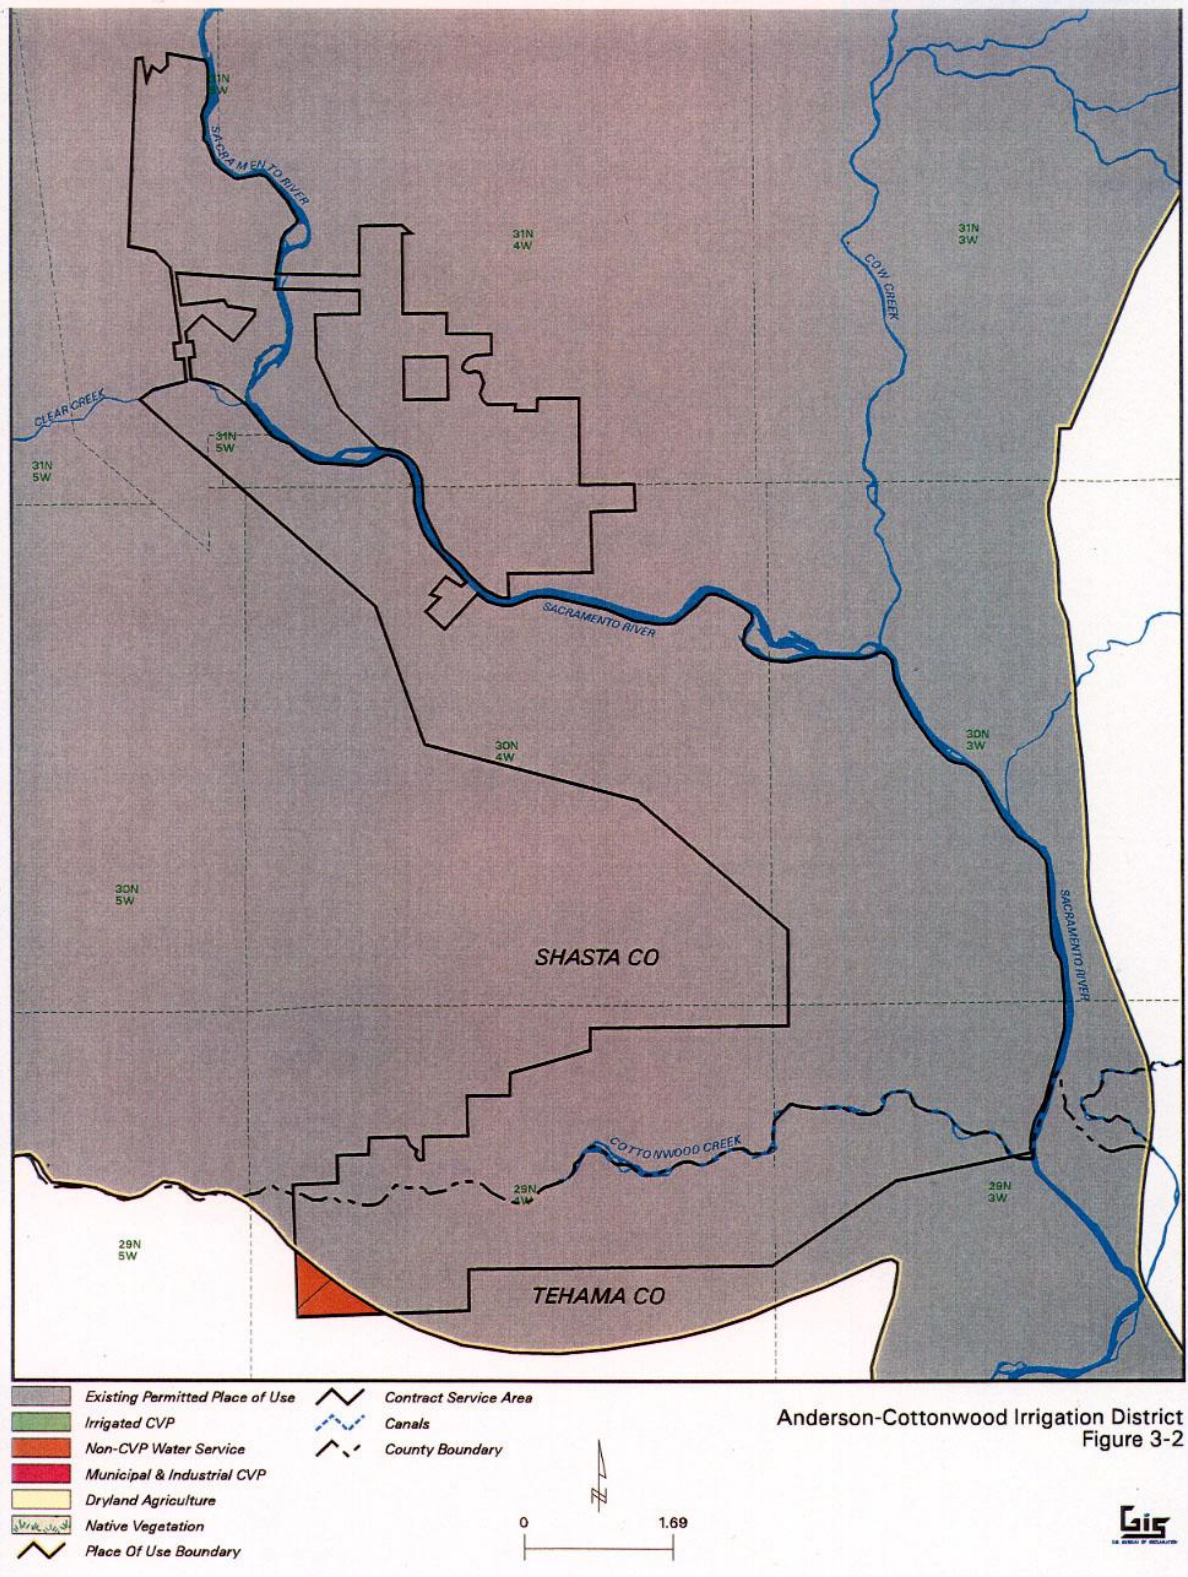 31N
SACRAMENTO RIVER
31N
4W
31N
3W
COW CREEK
CLEAR CREEK
31N
5W
31N
5W
SACRAMENTO RIVER
30N
3W
30N
4W
30N
5W
SACRAMENTO RIVER
SHASTA CO
COTTONWOOD CREEK
29N
4W
29N
3W
29N
5W
TEHAMA CO
Existing Permitted Place of Use
Irrigated CVP
Non-CVP Water Service
Municipal & Industrial CVP
Dryland Agriculture
Native Vegetation
Place Of Use Boundary
Contract Service Area
Canals
County Boundary
N
0 1.69
Anderson-Cottonwood Irrigation District
Figure 3-2
Gis